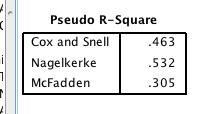 Pseudo R-Square
Cox and Snell .463
Nagelkerke .532
McFadden .305